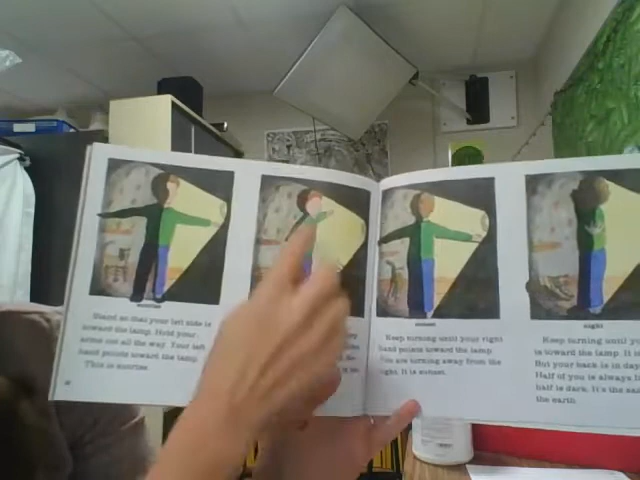 sunrise
Stand so that your left side is
toward the lamp. Hold your
arms out all the way. Your left
hand points toward the lamp.
This is sunrise.
sunset
Keep turning until your right
hand points toward the lamp.
You are turning away from the
light. It is sunset.
night
Keep turning until
is toward the lamp. It
But your back is in day
Half of you is always
half is dark. It's the
the earth.